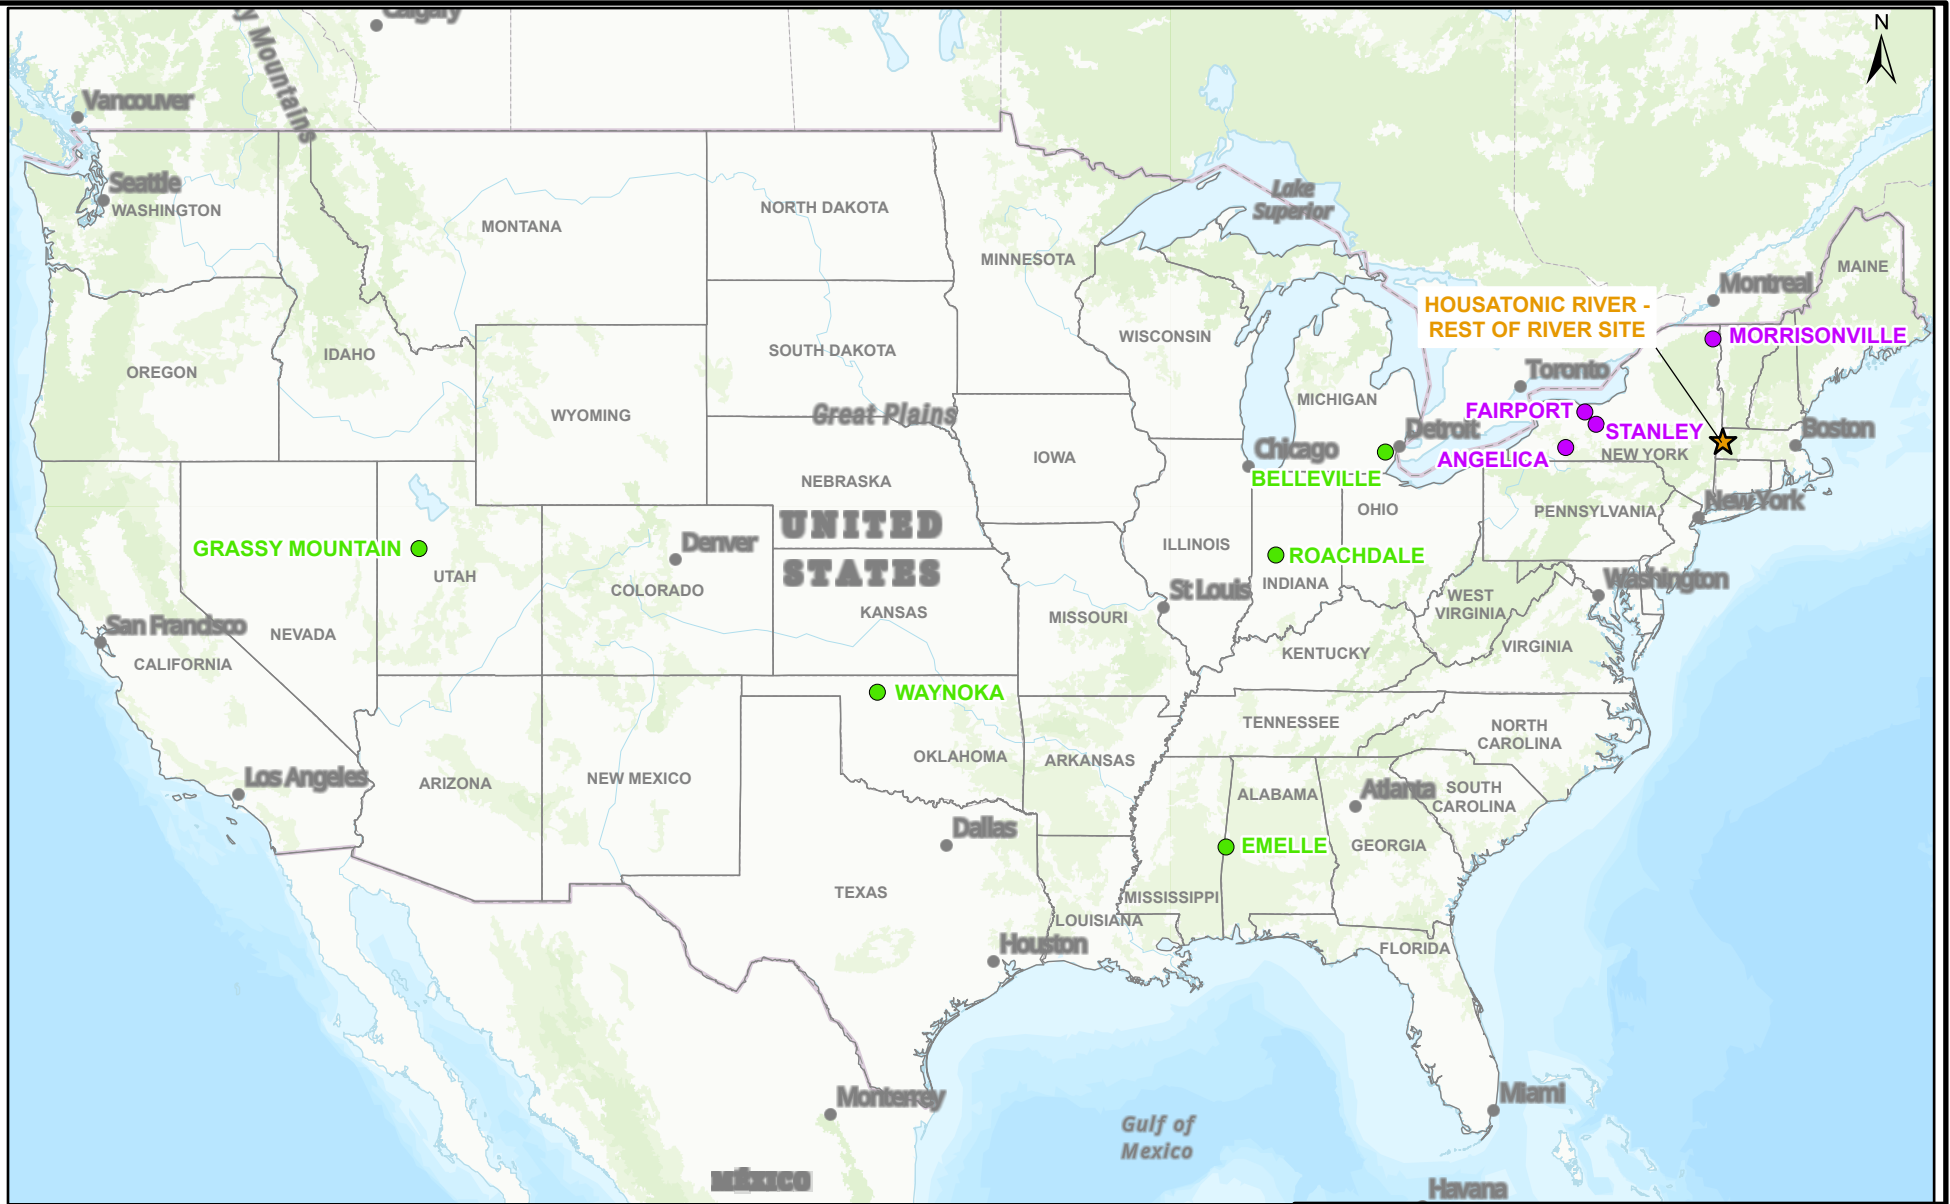 Calgary
N
y Mountains
Vancouver
Seattle
WASHINGTON
MONTANA
NORTH DAKOTA
MINNESOTA
Lake
Superior
MAINE
Montreal
HOUSATONIC RIVER -
REST OF RIVER SITE
MORRISONVILLE
OREGON
IDAHO
WYOMING
SOUTH DAKOTA
WISCONSIN
MICHIGAN
Toronto
Great Plains
FAIRPORT
STANLEY
NEW YORK
ANGELICA
Boston
Detroit
Chicago
BELLEVILLE
IOWA
NEBRASKA
OHIO
PENNSYLVANIA
New York
UNITED
STATES
GRASSY MOUNTAIN
UTAH
Denver
COLORADO
ILLINOIS
ROACHDALE
INDIANA
Washington
WEST
VIRGINIA
VIRGINIA
St Louis
KANSAS
MISSOURI
KENTUCKY
San Francisco
CALIFORNIA
NEVADA
WAYNOKA
OKLAHOMA
ARKANSAS
TENNESSEE
NORTH
CAROLINA
Los Angeles
ARIZONA
NEW MEXICO
ALABAMA
Atlanta
SOUTH
CAROLINA
Dallas
EMELLE
GEORGIA
TEXAS
MISSISSIPPI
LOUISIANA
Houston
FLORIDA
Monterrey
Miami
Gulf of
Mexico
MÉXICO
Havana